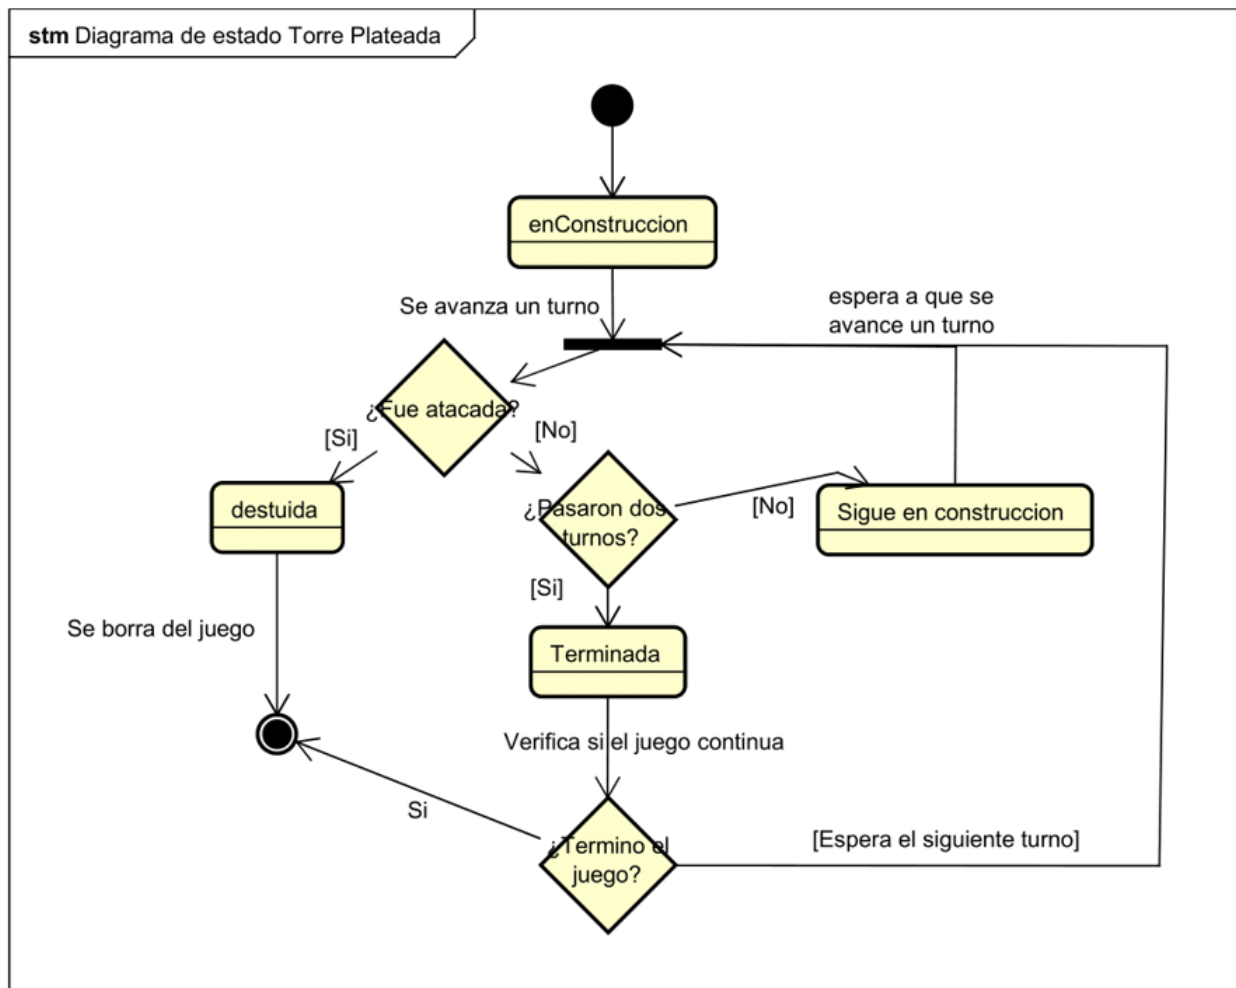 stm Diagrama de estado Torre Plateada
enConstruccion
Se avanza un turno
espera a que se
avance un turno
¿Fue atacada?
[Si]
[No]
destuida
¿Pasaron dos
turnos?
[No]
Sigue en construccion
[Si]
Se borra del juego
Terminada
Verifica si el juego continua
Si
¿Termino el
juego?
[Espera el siguiente turno]